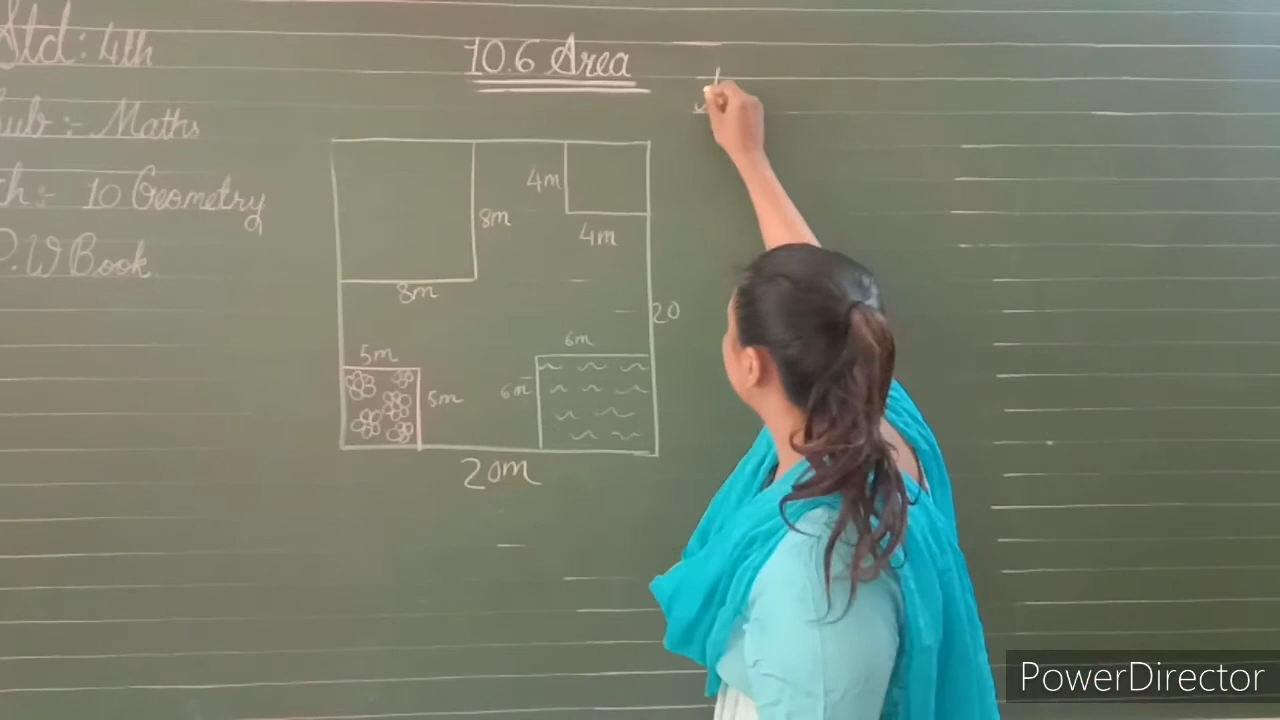 Std: 4th
10.6 Area
Sub :- Maths
ch:- 10 Geometry
P.W Book
4m
8m
4m
8m
20
6m
5m
6m
5m
20m
PowerDirector